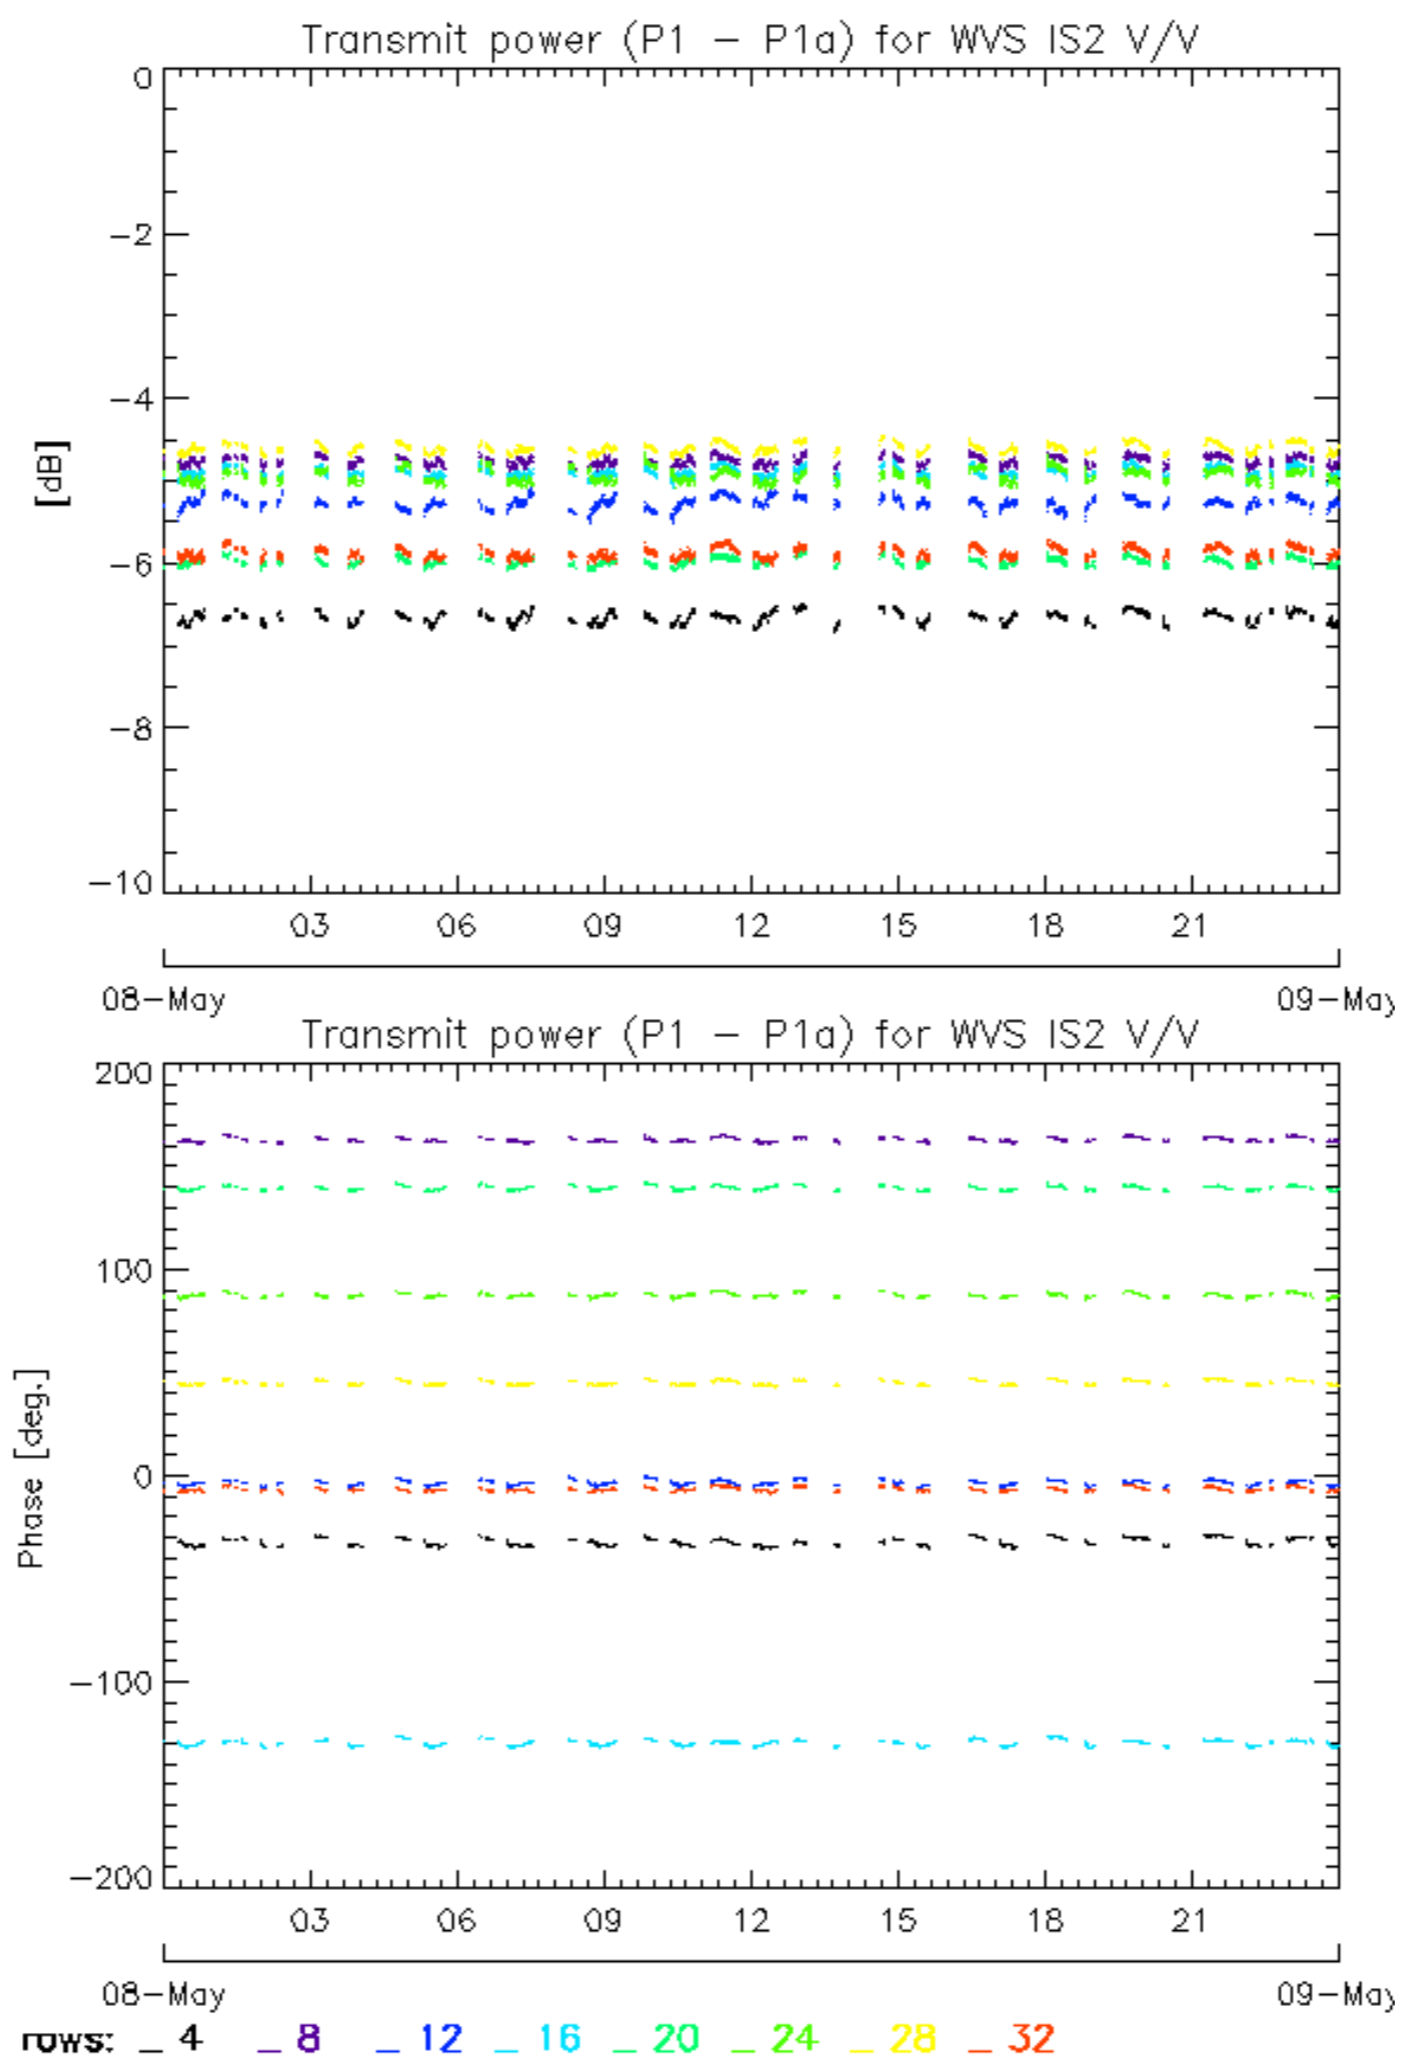 Transmit power (P1 − P1a) for WVS IS2 V/V
0
−2
−4
[dB]
−6
−8
−10
03 06 09 12 15 18 21
08−May 09−May
Transmit power (P1 − P1a) for WVS IS2 V/V
200
100
0
Phase [deg.]
−100
−200
03 06 09 12 15 18 21
08−May 09−May
rows: _ 4 _ 8 _ 12 _ 16 _ 20 _ 24 _ 28 _ 32